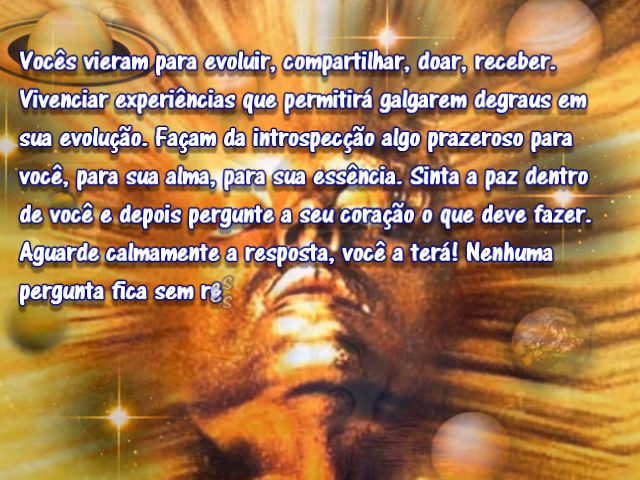 Vocês vieram para evoluir, compartilhar, doar, receber.
Vivenciar experiências que permitirá galgarem degraus em
sua evolução. Façam da introspecção algo prazeroso para
você, para sua alma, para sua essência. Sinta a paz dentro
de você e depois pergunte a seu coração o que deve fazer.
Aguarde calmamente a resposta, você a terá! Nenhuma
pergunta fica sem re